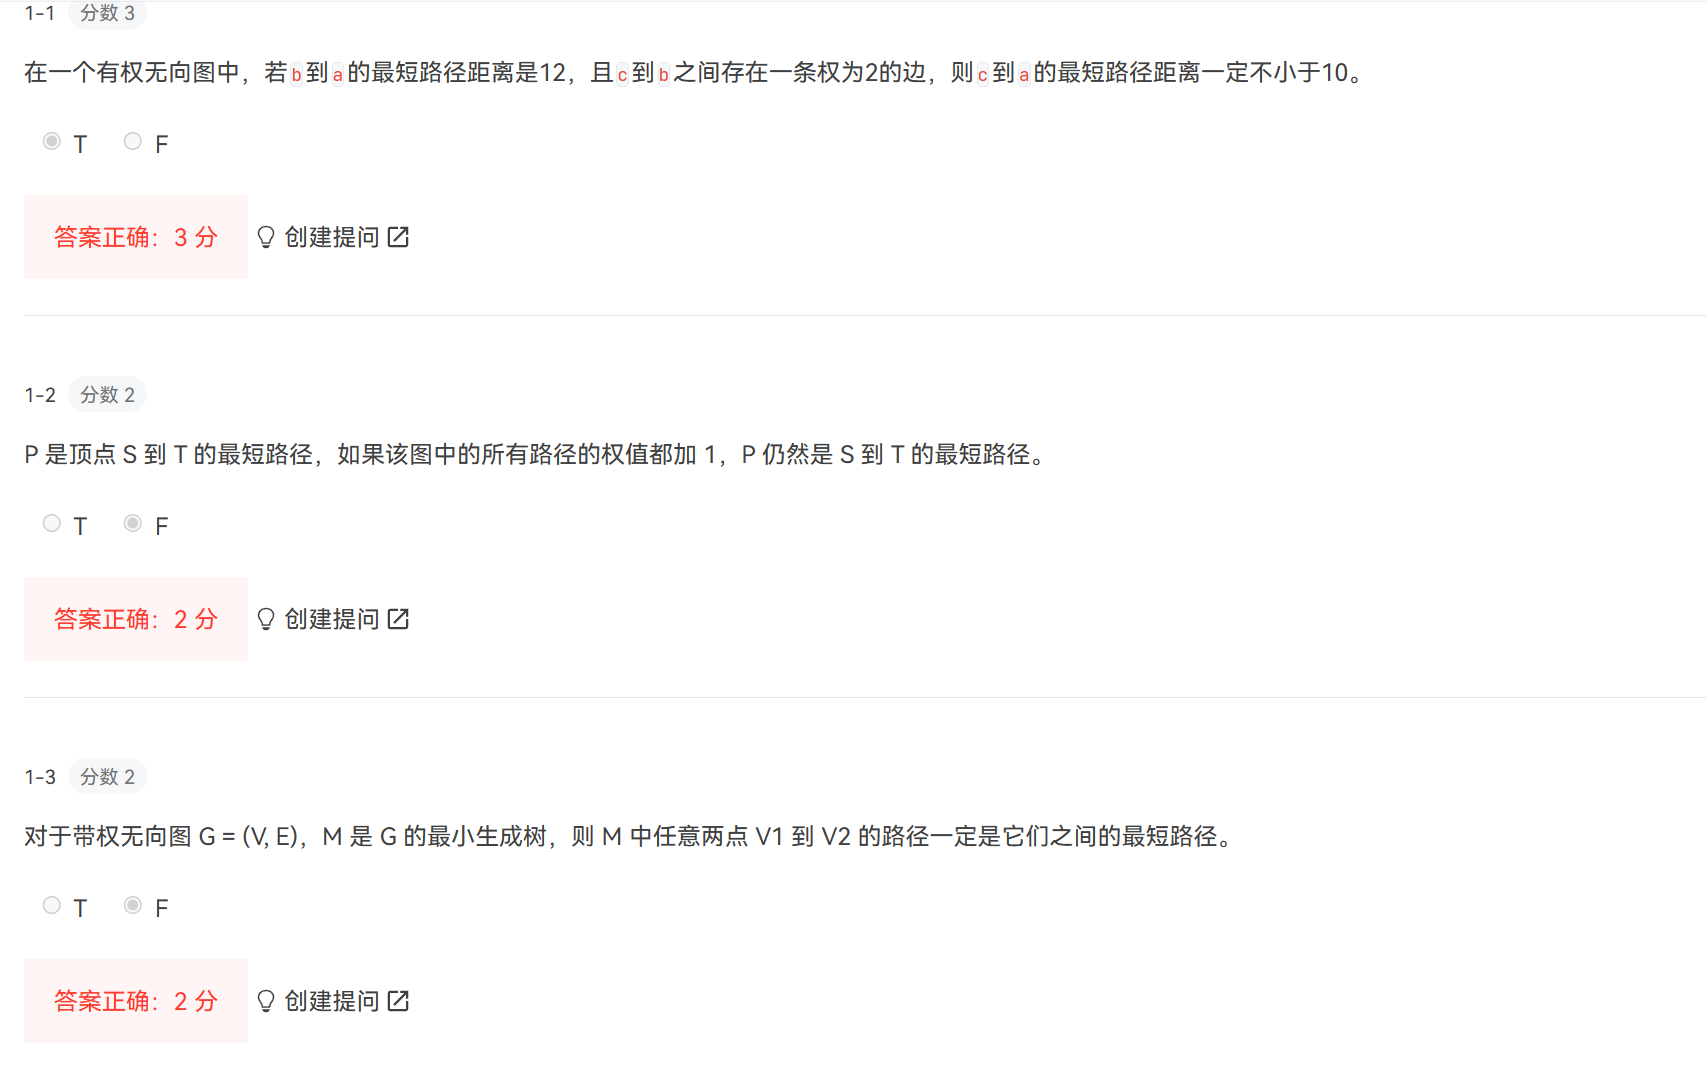 1-1 分数 3
在一个有权无向图中，若b到a的最短路径距离是12，且c到b之间存在一条权为2的边，则c到a的最短路径距离一定不小于10。
T F
答案正确：3 分 创建提问
1-2 分数 2
P 是顶点 S 到 T 的最短路径，如果该图中的所有路径的权值都加 1，P 仍然是 S 到 T 的最短路径。
T F
答案正确：2 分 创建提问
1-3 分数 2
对于带权无向图 G = (V, E)，M 是 G 的最小生成树，则 M 中任意两点 V1 到 V2 的路径一定是它们之间的最短路径。
T F
答案正确：2 分 创建提问